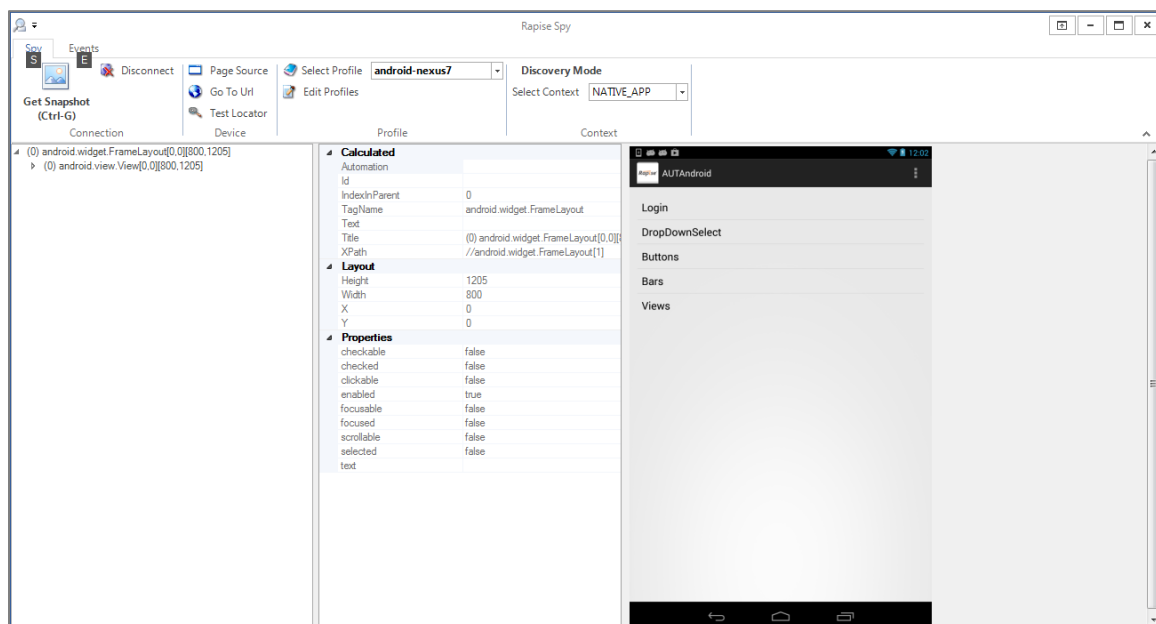 Rapise Spy
Spy Events
S E
Get Snapshot
(Ctrl-G)
Disconnect
Connection
Page Source
Go To Url
Test Locator
Device
Select Profile android-nexus7
Edit Profiles
Profile
Discovery Mode
Select Context NATIVE_APP
Context
(0) android.widget.FrameLayout[0,0][800,1205]
(0) android.view.View[0,0][800,1205]
Calculated
Automation
Id
IndexInParent 0
TagName android.widget.FrameLayout
Text
Title (0) android.widget.FrameLayout[0,0][8
XPath //android.widget.FrameLayout[1]
Layout
Height 1205
Width 800
X 0
Y 0
Properties
checkable false
checked false
clickable false
enabled true
focusable false
focused false
scrollable false
selected false
text
12:02
Rapise AUTAndroid
Login
DropDownSelect
Buttons
Bars
Views